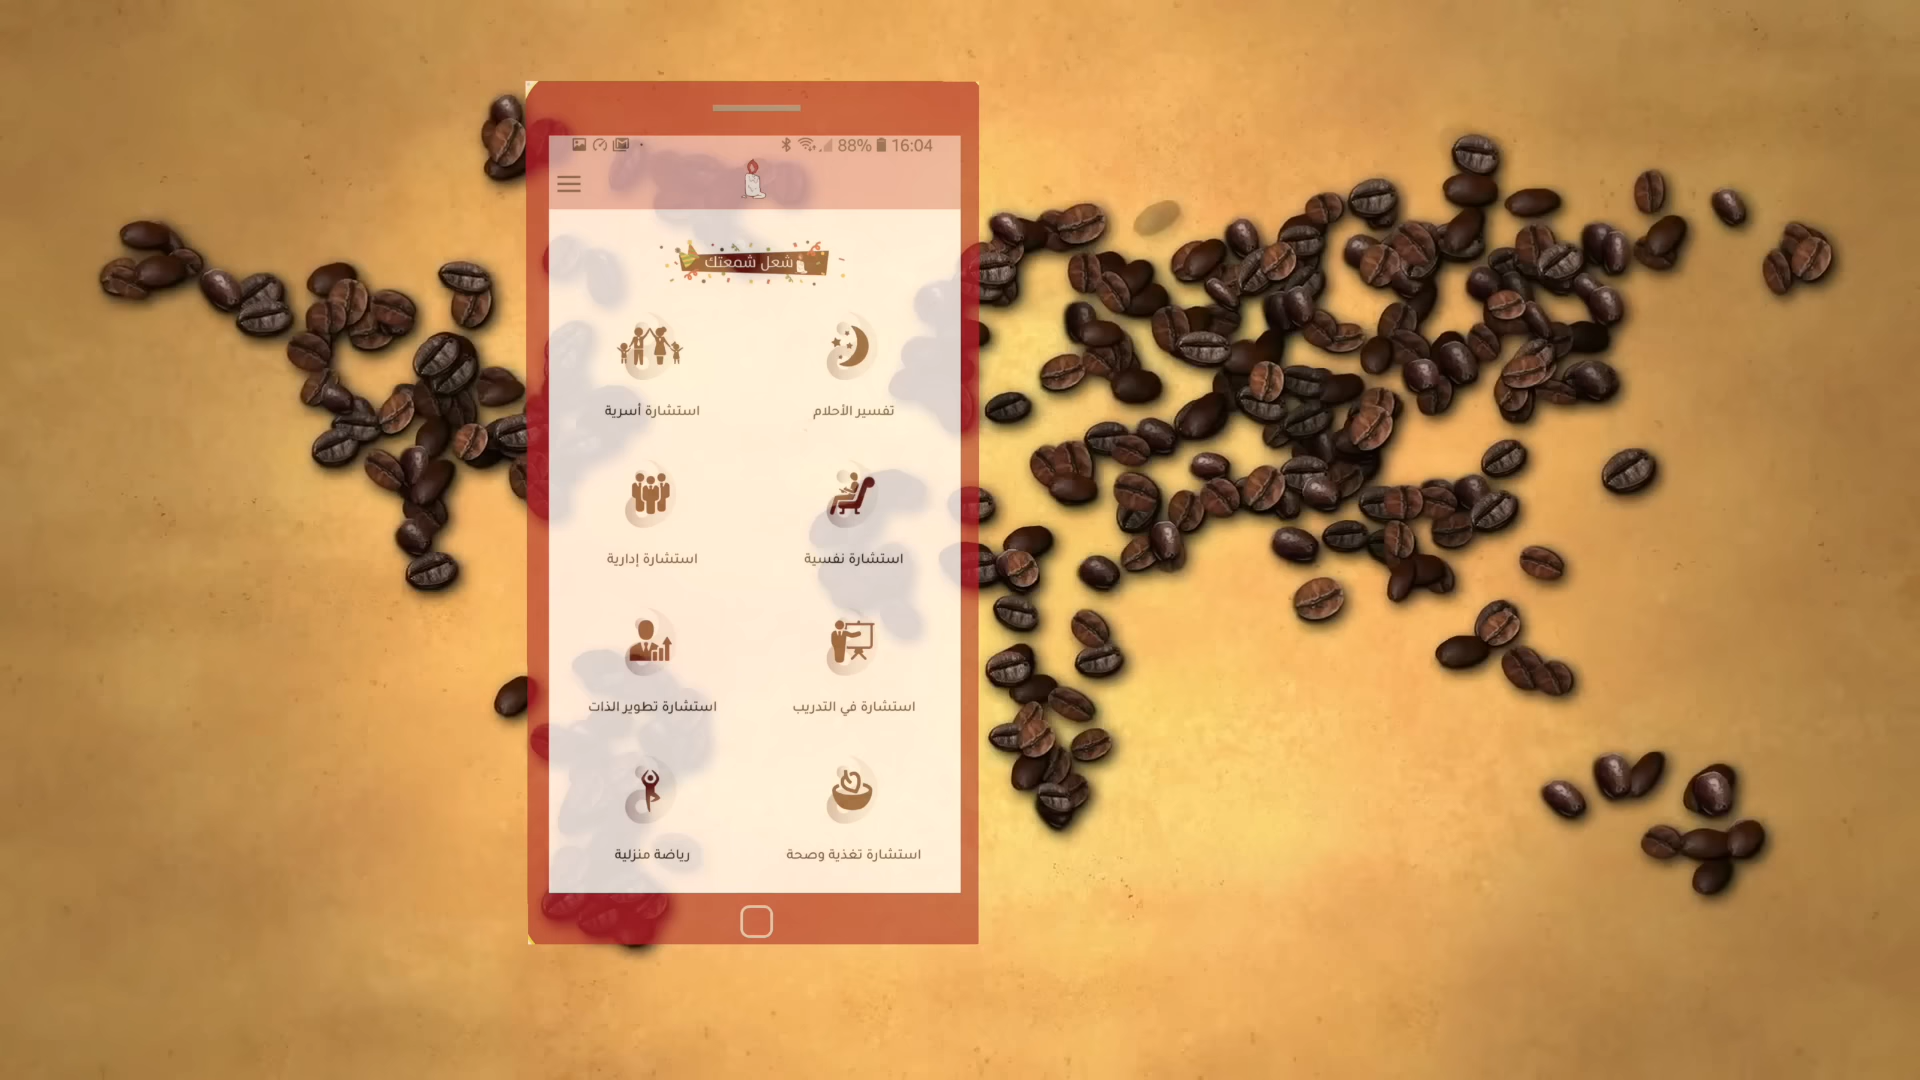 88% 16:04
شعل شمعتك
تفسير الأحلام
استشارة أسرية
استشارة نفسية
استشارة إدارية
استشارة في التدريب
استشارة تطوير الذات
استشارة تغذية وصحة
رياضة منزلية